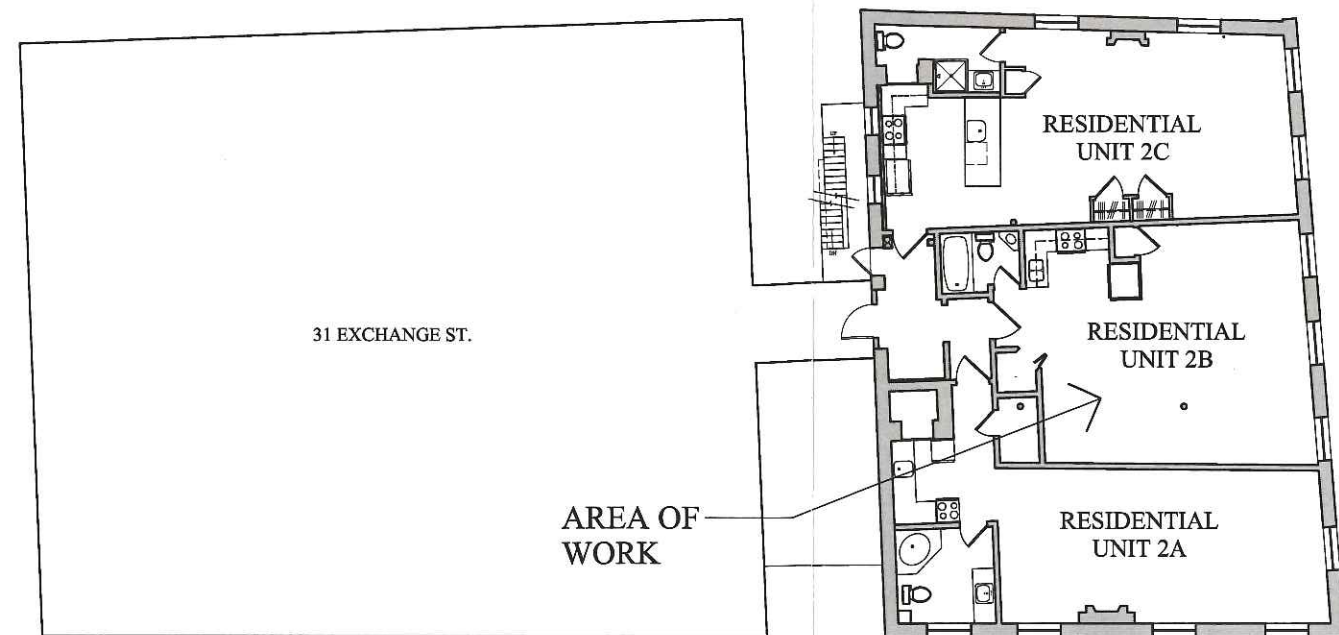 RESIDENTIAL
UNIT 2C
31 EXCHANGE ST.
RESIDENTIAL
UNIT 2B
AREA OF
WORK
RESIDENTIAL
UNIT 2A